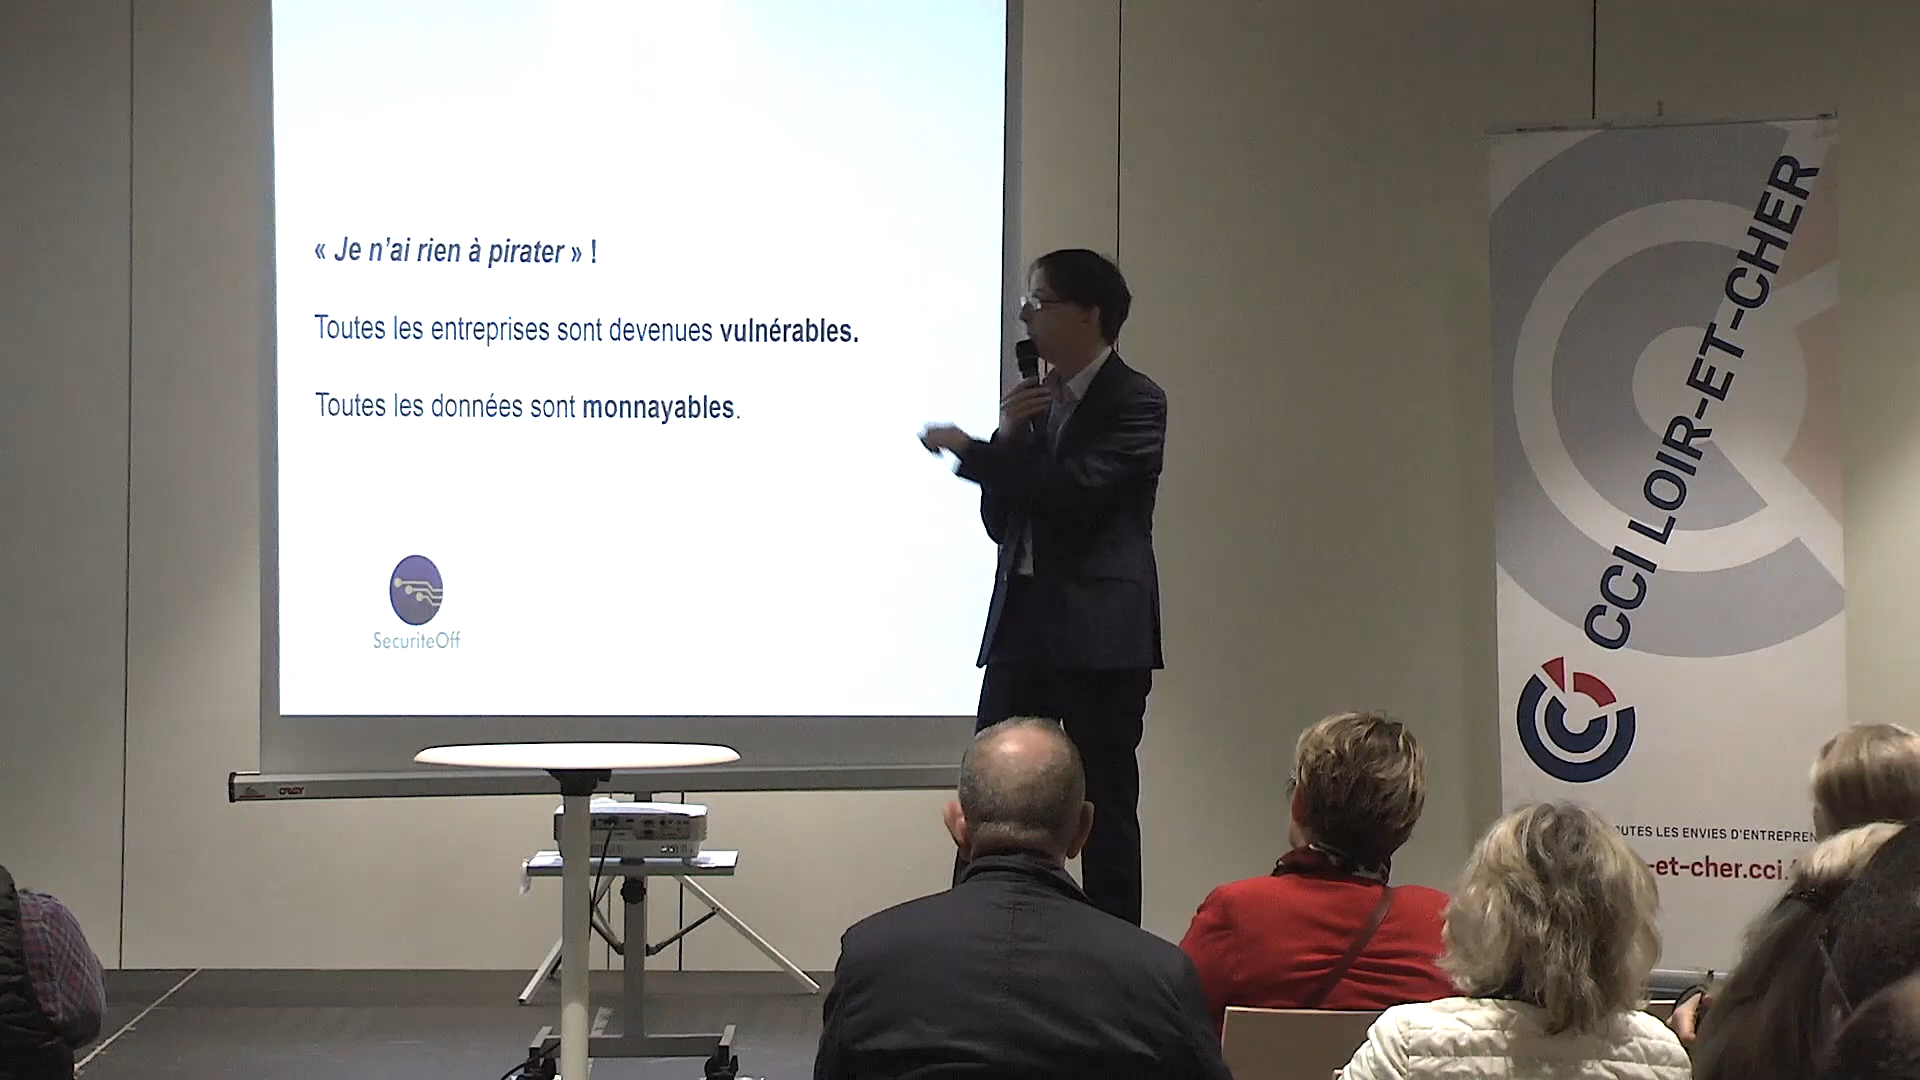 « Je n'ai rien à pirater » !
Toutes les entreprises sont devenues vulnérables.
Toutes les données sont monnayables.
SecuriteOff
CCI LOIR-ET-CHER
OUTES LES ENVIES D'ENTREPREN
-et-cher.cci.